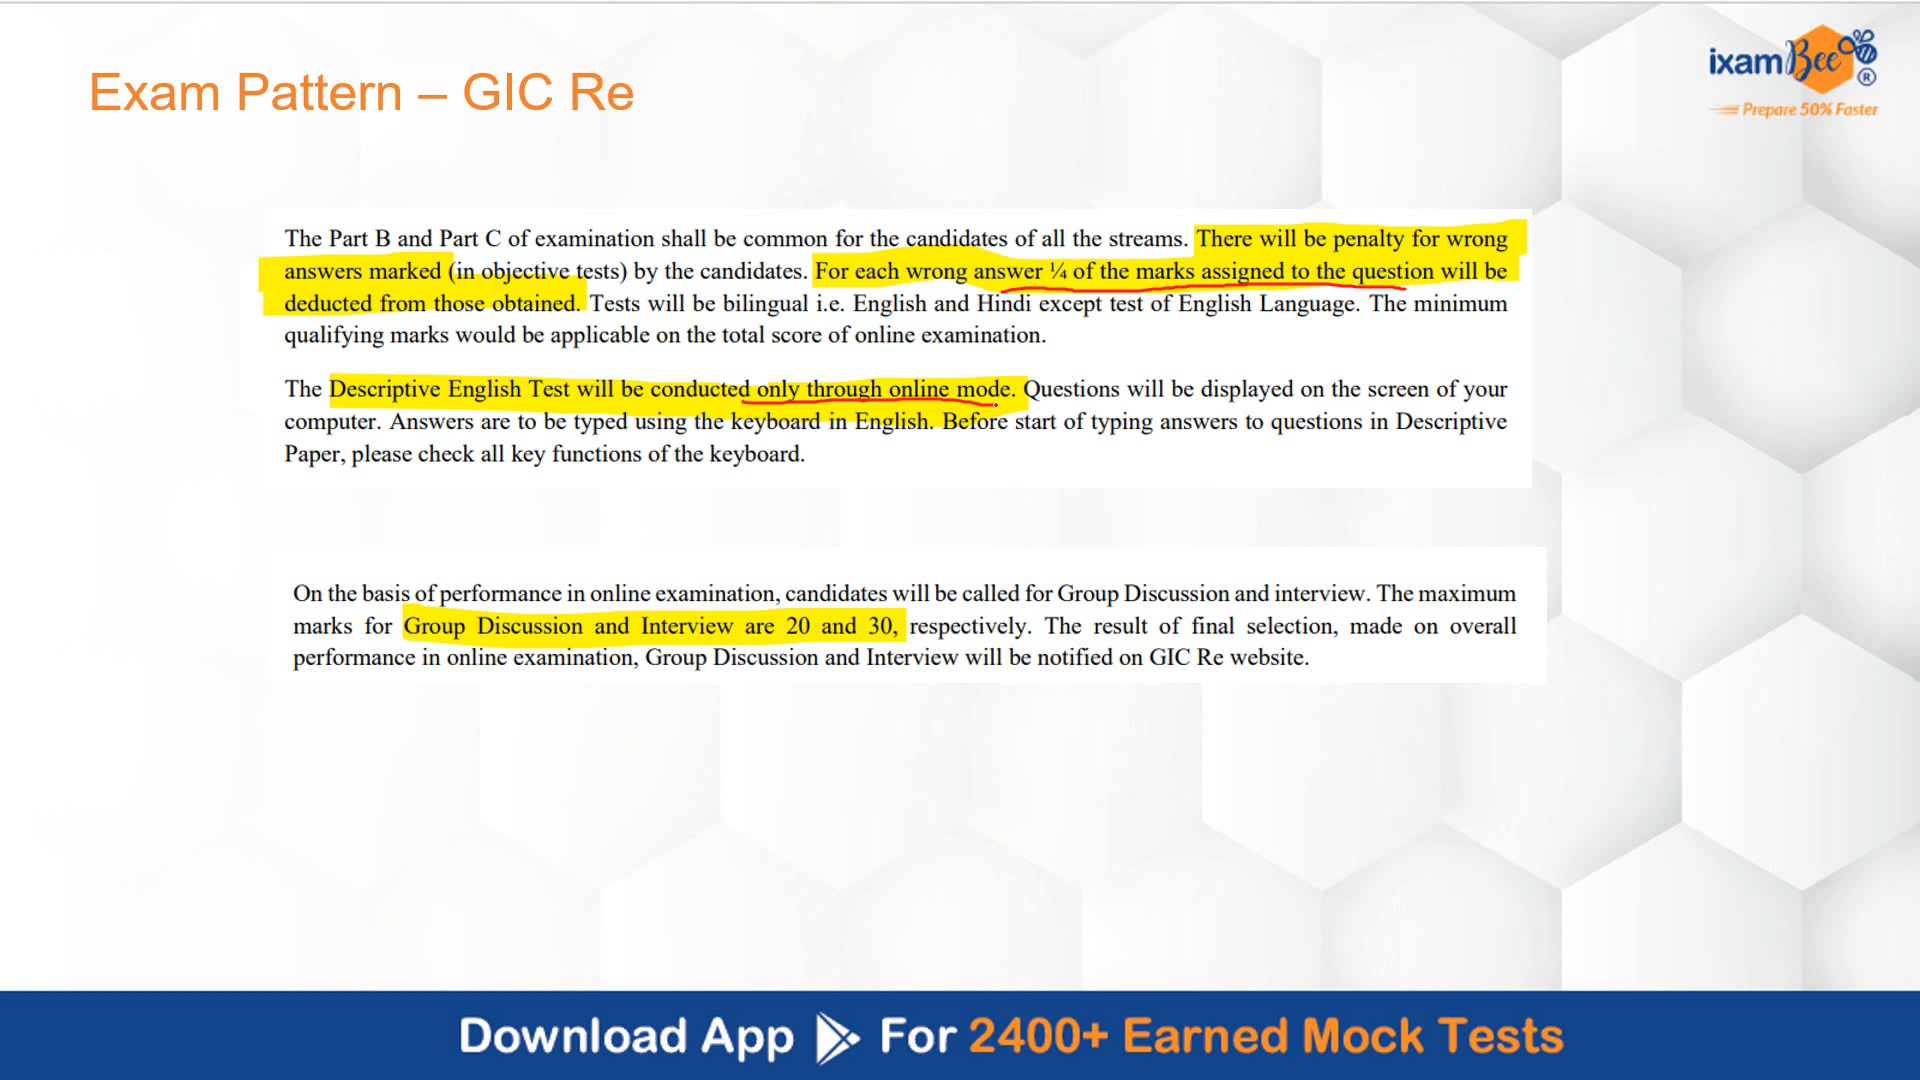 Exam Pattern – GIC Re
ixamBee
®
Prepare 50% Faster
The Part B and Part C of examination shall be common for the candidates of all the streams. There will be penalty for wrong
answers marked (in objective tests) by the candidates. For each wrong answer ¼ of the marks assigned to the question will be
deducted from those obtained. Tests will be bilingual i.e. English and Hindi except test of English Language. The minimum
qualifying marks would be applicable on the total score of online examination.
The Descriptive English Test will be conducted only through online mode. Questions will be displayed on the screen of your
computer. Answers are to be typed using the keyboard in English. Before start of typing answers to questions in Descriptive
Paper, please check all key functions of the keyboard.
On the basis of performance in online examination, candidates will be called for Group Discussion and interview. The maximum
marks for Group Discussion and Interview are 20 and 30, respectively. The result of final selection, made on overall
performance in online examination, Group Discussion and Interview will be notified on GIC Re website.
Download App For 2400+ Earned Mock Tests